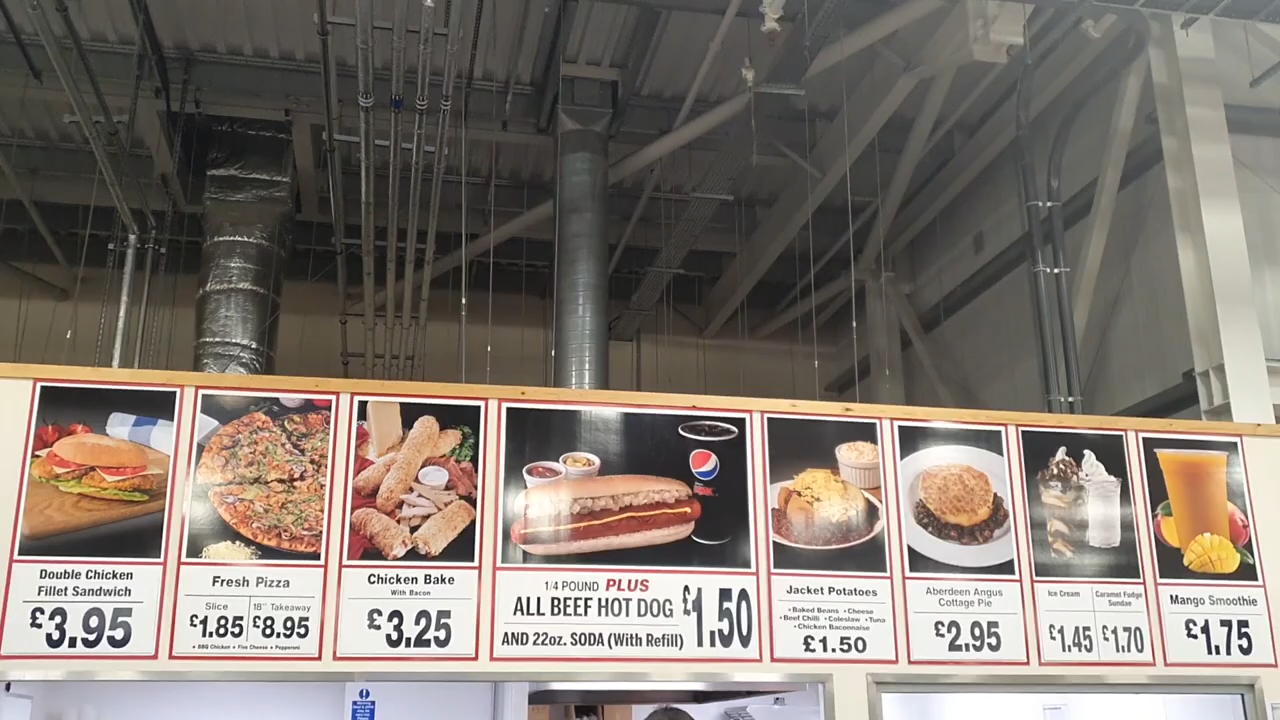 Double Chicken
Fillet Sandwich
£3.95
Fresh Pizza
Slice
£1.85
18" Takeaway
£8.95
• BBQ Chicken • Five Cheese • Pepperoni
Chicken Bake
With Bacon
£3.25
1/4 POUND PLUS
ALL BEEF HOT DOG
AND 22oz. SODA (With Refill)
£1.50
Jacket Potatoes
• Baked Beans • Cheese
• Beef Chilli • Coleslaw • Tuna
• Chicken Baconnaise
£1.50
Aberdeen Angus
Cottage Pie
£2.95
Ice Cream
£1.45
Caramel Fudge
Sundae
£1.70
Mango Smoothie
£1.75